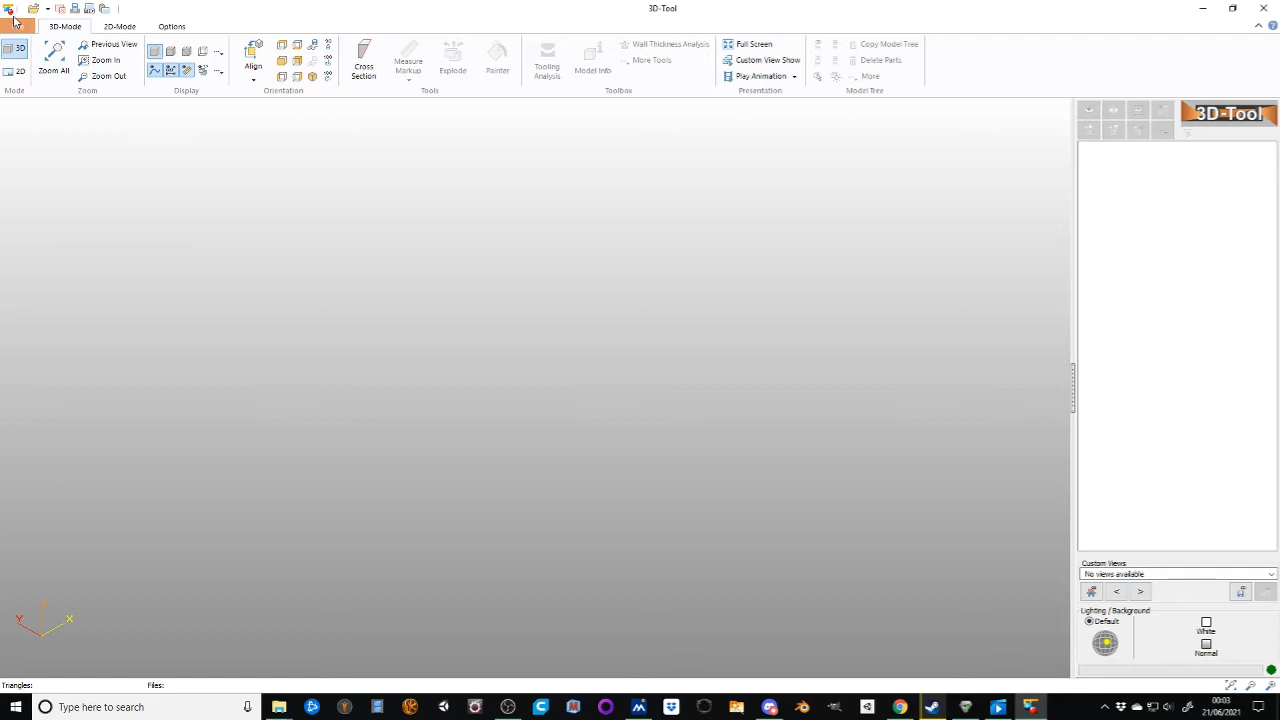 3D-Tool
3D-Mode 2D-Mode Options
3D
2D
Mode
Zoom All
Previous View
Zoom In
Zoom Out
Zoom
Display
Align
Orientation
Cross Section
Measure Markup
Explode
Painter
Tools
Tooling Analysis
Model Info
Wall Thickness Analysis
More Tools
Toolbox
Full Screen
Custom View Show
Play Animation
Presentation
Copy Model Tree
Delete Parts
More
Model Tree
3D-Tool
Custom Views
No views available
< >
Lighting / Background
Default
White
Normal
Y X
Triangles: Files:
Type here to search
00:03
21/06/2021